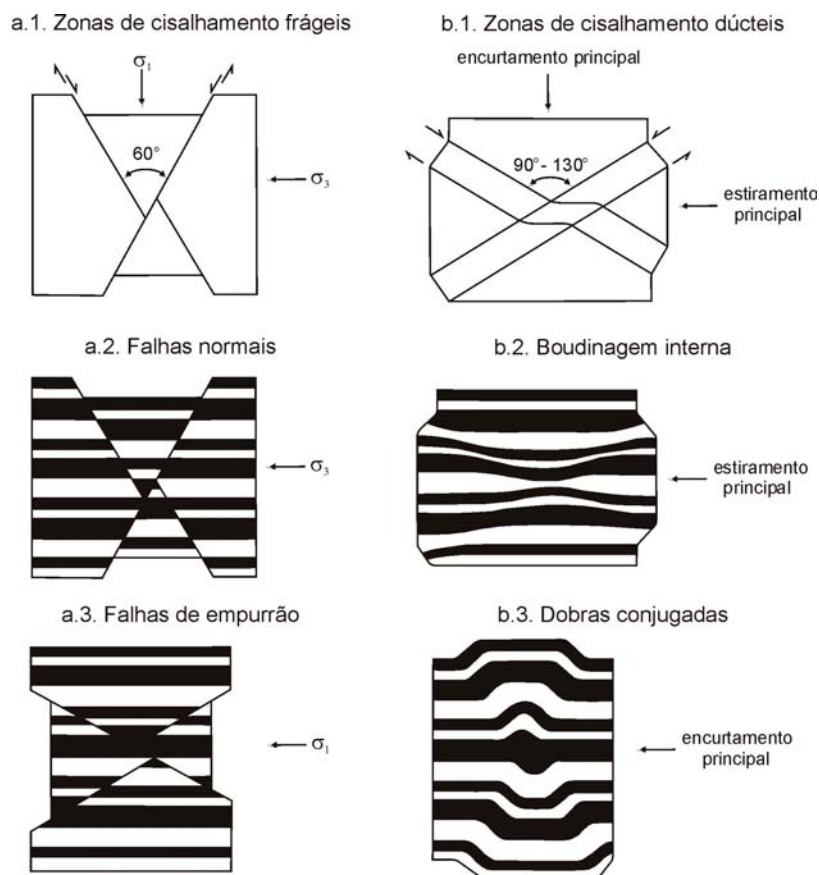 a.1. Zonas de cisalhamento frágeis
σ1
60°
σ3
b.1. Zonas de cisalhamento dúcteis
encurtamento principal
90°- 130°
estiramento
principal
a.2. Falhas normais
σ3
b.2. Boudinagem interna
estiramento
principal
a.3. Falhas de empurrão
σ1
b.3. Dobras conjugadas
encurtamento
principal